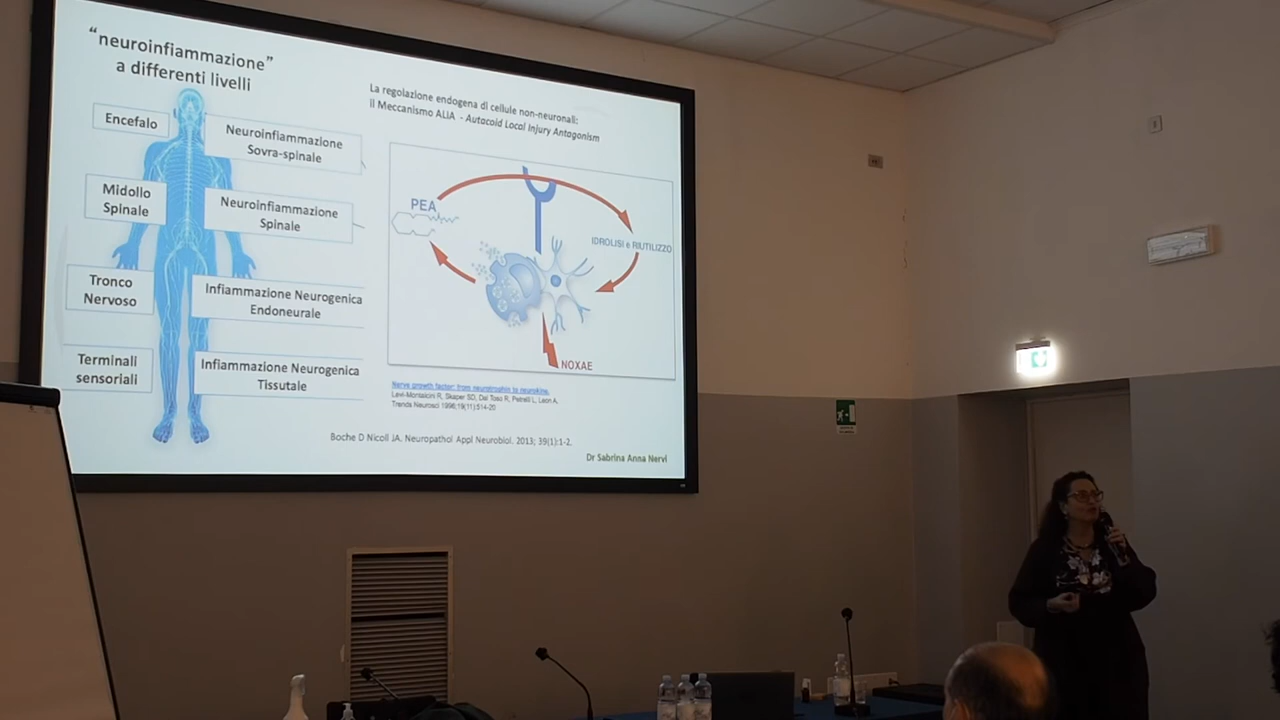 “neuroinfiammazione”
a differenti livelli
Encefalo
Neuroinfiammazione
Sovra-spinale
Midollo
Spinale
Neuroinfiammazione
Spinale
Tronco
Nervoso
Infiammazione Neurogenica
Endoneurale
Terminali
sensoriali
Infiammazione Neurogenica
Tissutale
La regolazione endogena di cellule non-neuronali:
il Meccanismo ALIA - Autacoid Local Injury Antagonism
PEA
IDROLISI e RIUTILIZZO
NOXAE
Nerve growth factor: from neurotrophin to neurokine.
Levi-Montalcini R, Skaper SD, Dal Toso R, Petrelli L, Leon A.
Trends Neurosci 1996;19(11):514-20
Boche D Nicoll JA. Neuropathol Appl Neurobiol. 2013; 39(1):1-2.
Dr Sabrina Anna Nervi